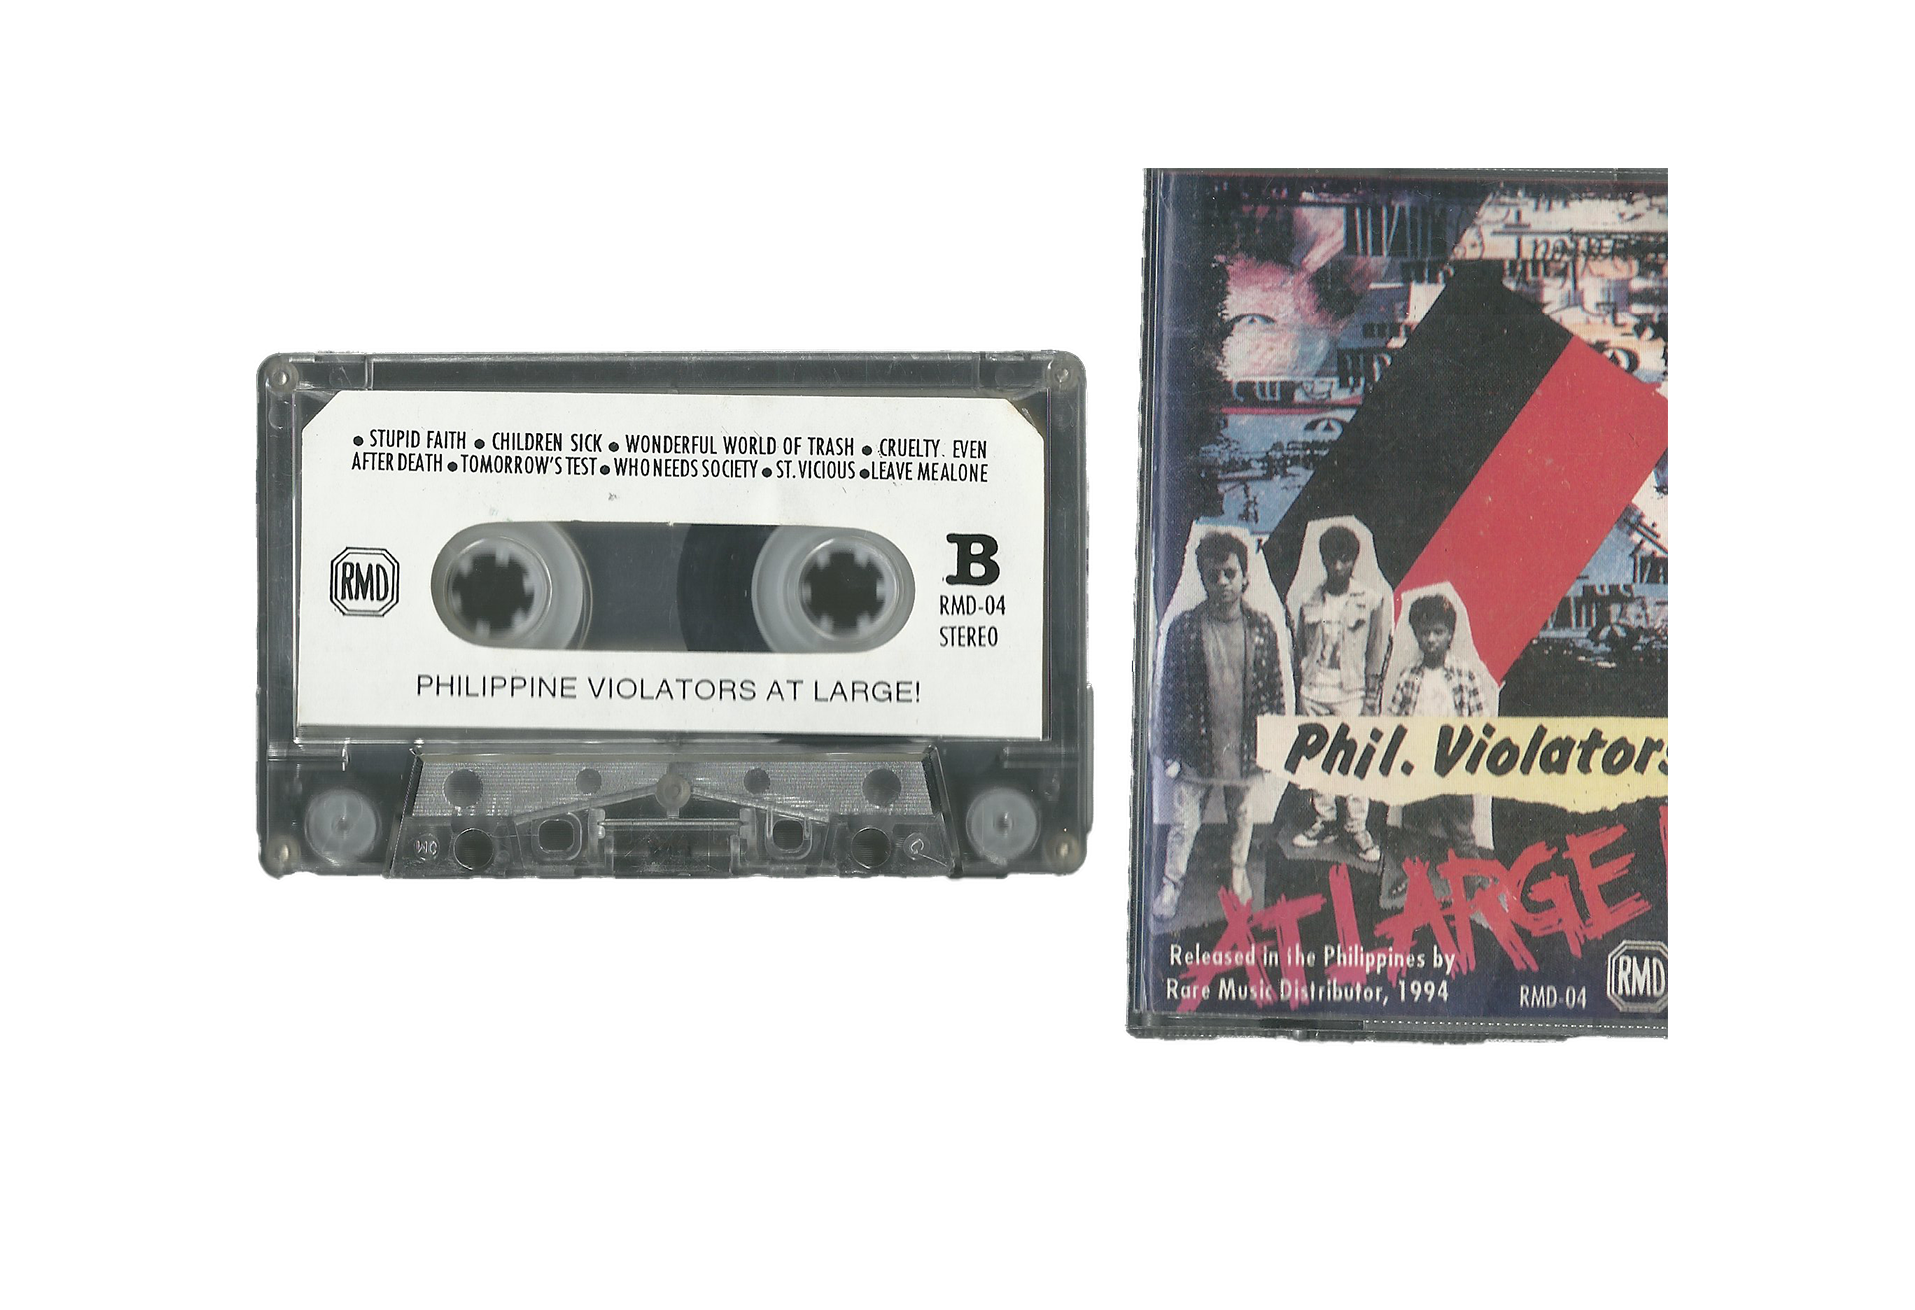 ● STUPID FAITH ● CHILDREN SICK ● WONDERFUL WORLD OF TRASH ● CRUELTY. EVEN
AFTER DEATH ● TOMORROW'S TEST ● WHO NEEDS SOCIETY ● ST. VICIOUS ● LEAVE ME ALONE
RMD
B
RMD-04
STEREO
PHILIPPINE VIOLATORS AT LARGE!
Phil. Violators
AT LARGE
Released in the Philippines by
Rare Music Distributor, 1994
RMD-04
RMD